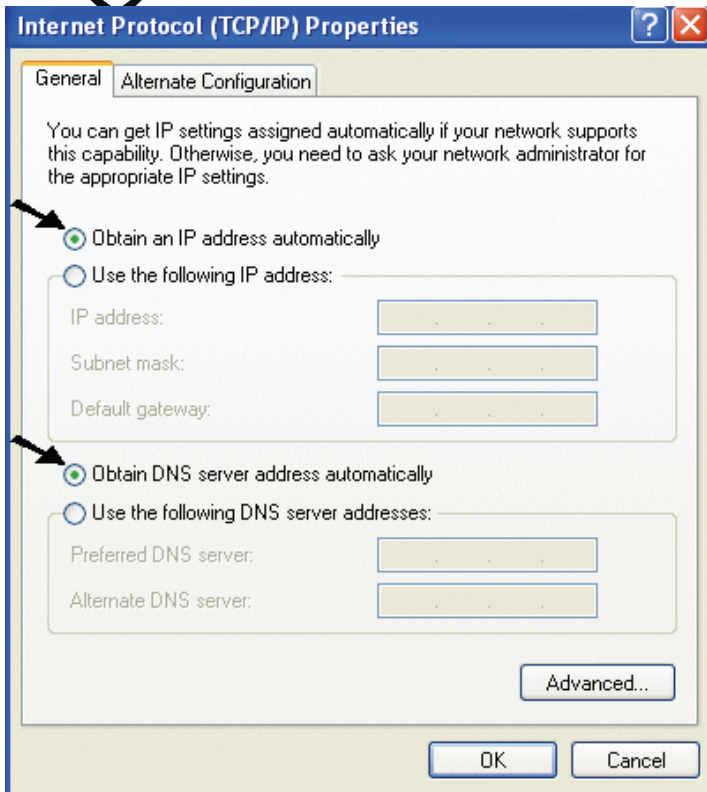 Internet Protocol (TCP/IP) Properties
General
Alternate Configuration
You can get IP settings assigned automatically if your network supports
this capability. Otherwise, you need to ask your network administrator for
the appropriate IP settings.
Obtain an IP address automatically
Use the following IP address:
IP address:
Subnet mask:
Default gateway:
Obtain DNS server address automatically
Use the following DNS server addresses:
Preferred DNS server:
Alternate DNS server:
Advanced...
OK
Cancel